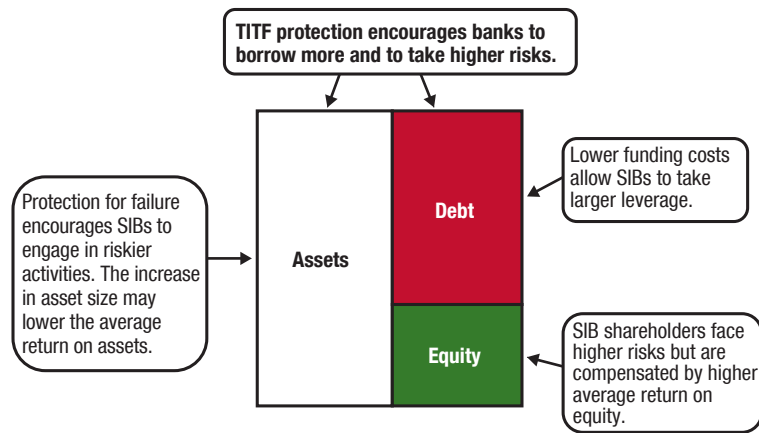 TITF protection encourages banks to
borrow more and to take higher risks.
Protection for failure
encourages SIBs to
engage in riskier
activities. The increase
in asset size may
lower the average
return on assets.
Assets
Debt
Equity
Lower funding costs
allow SIBs to take
larger leverage.
SIB shareholders face
higher risks but are
compensated by higher
average return on
equity.